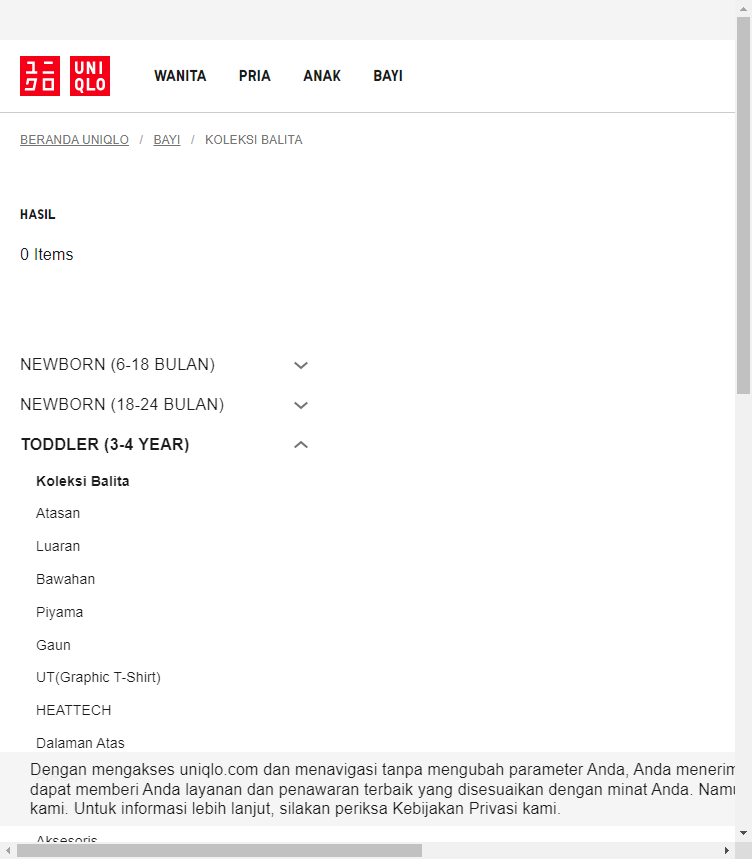 ユニ
クロ
UNI
QLO
WANITA PRIA ANAK BAYI
BERANDA UNIQLO / BAYI / KOLEKSI BALITA
HASIL
0 Items
NEWBORN (6-18 BULAN)
NEWBORN (18-24 BULAN)
TODDLER (3-4 YEAR)
Koleksi Balita
Atasan
Luaran
Bawahan
Piyama
Gaun
UT(Graphic T-Shirt)
HEATTECH
Dalaman Atas
Dengan mengakses uniqlo.com dan menavigasi tanpa mengubah parameter Anda, Anda
dapat memberi Anda layanan dan penawaran terbaik yang disesuaikan dengan minat Anda.
kami. Untuk informasi lebih lanjut, silakan periksa Kebijakan Privasi kami.
Aksesoris